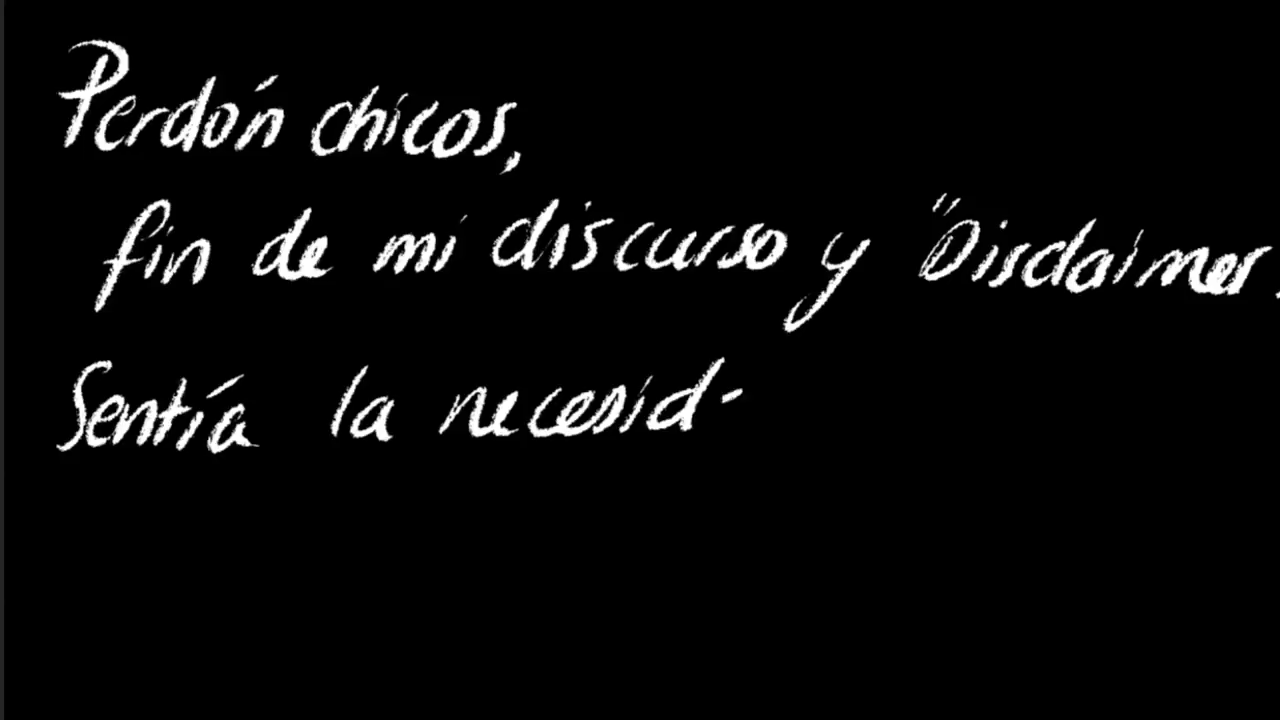 Perdón chicos,
fin de mi discurso y "Disclaimer.
Sentía la necesid-